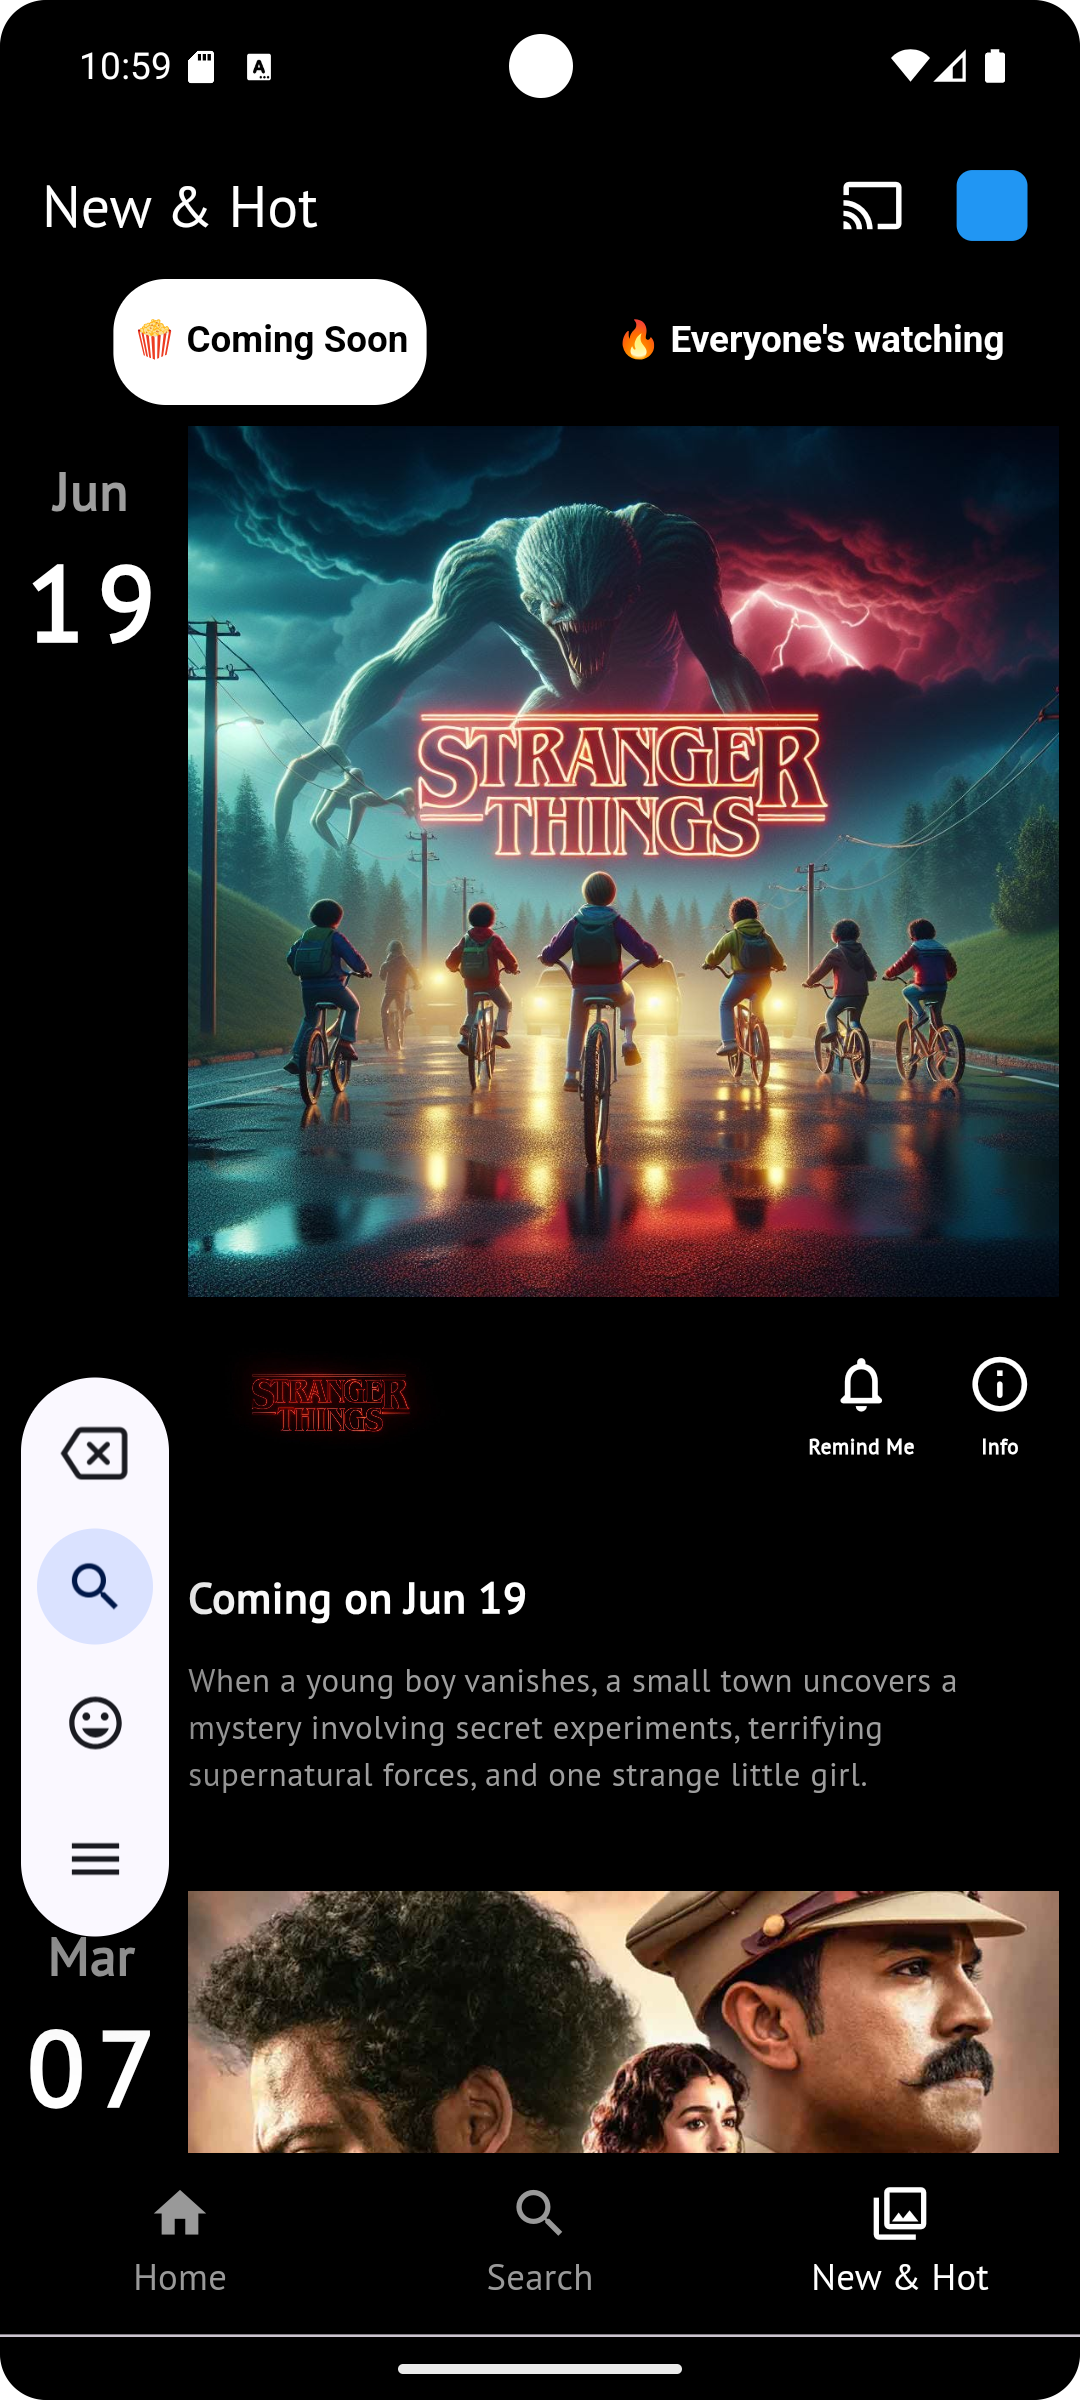 10:59
New & Hot
🍿 Coming Soon
🔥 Everyone's watching
Jun
19
STRANGER
THINGS
STRANGER
THINGS
Remind Me
Info
Coming on Jun 19
When a young boy vanishes, a small town uncovers a
mystery involving secret experiments, terrifying
supernatural forces, and one strange little girl.
Mar
07
Home
Search
New & Hot